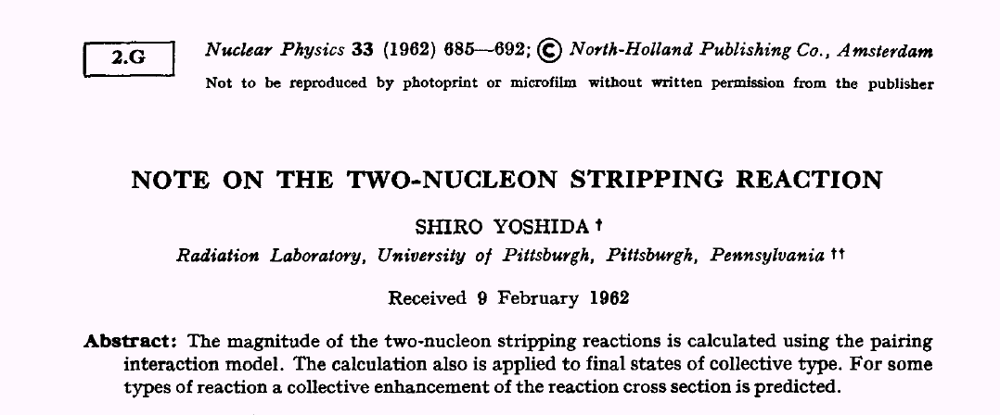 2.G
Nuclear Physics 33 (1962) 685—692; © North-Holland Publishing Co., Amsterdam
Not to be reproduced by photoprint or microfilm without written permission from the publisher
NOTE ON THE TWO-NUCLEON STRIPPING REACTION
SHIRO YOSHIDA †
Radiation Laboratory, University of Pittsburgh, Pittsburgh, Pennsylvania ††
Received 9 February 1962
Abstract: The magnitude of the two-nucleon stripping reactions is calculated using the pairing
interaction model. The calculation also is applied to final states of collective type. For some
types of reaction a collective enhancement of the reaction cross section is predicted.